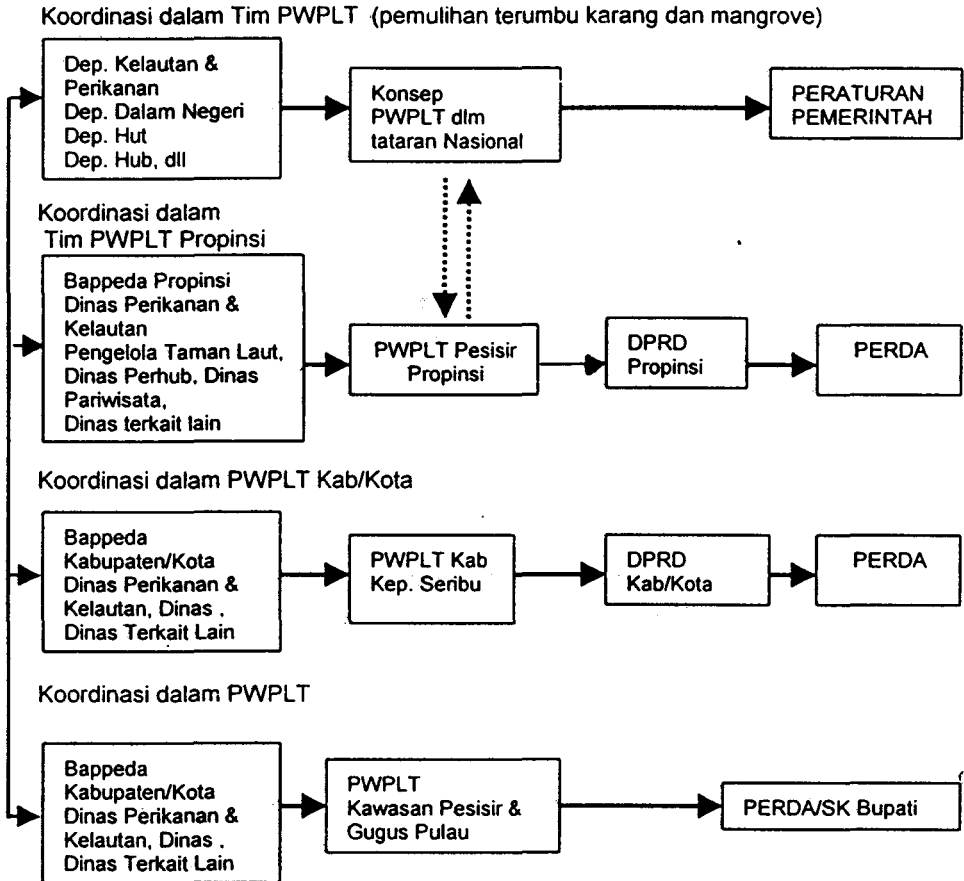 Koordinasi dalam Tim PWPLT (pemulihan terumbu karang dan mangrove)
Dep. Kelautan &
Perikanan
Dep. Dalam Negeri
Dep. Hut
Dep. Hub, dll
Konsep
PWPLT dlm
tataran Nasional
PERATURAN
PEMERINTAH
Koordinasi dalam
Tim PWPLT Propinsi
Bappeda Propinsi
Dinas Perikanan &
Kelautan
Pengelola Taman Laut,
Dinas Perhub, Dinas
Pariwisata,
Dinas terkait lain
PWPLT Pesisir
Propinsi
DPRD
Propinsi
PERDA
Koordinasi dalam PWPLT Kab/Kota
Bappeda
Kabupaten/Kota
Dinas Perikanan &
Kelautan, Dinas .
Dinas Terkait Lain
PWPLT Kab
Kep. Seribu
DPRD
Kab/Kota
PERDA
Koordinasi dalam PWPLT
Bappeda
Kabupaten/Kota
Dinas Perikanan &
Kelautan, Dinas .
Dinas Terkait Lain
PWPLT
Kawasan Pesisir &
Gugus Pulau
PERDA/SK Bupati